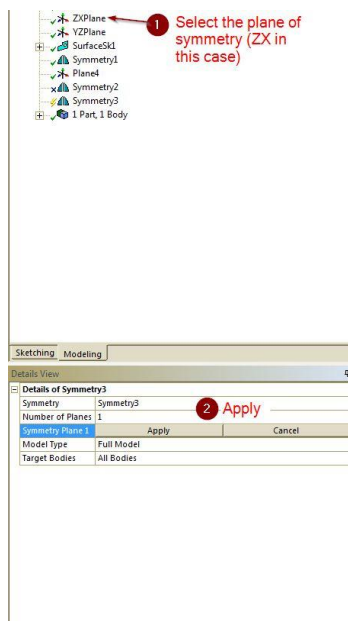 ZXPlane
1 Select the plane of
YZPlane
symmetry (ZX in
SurfaceSk1
this case)
Symmetry1
Plane4
Symmetry2
Symmetry3
1 Part, 1 Body
Sketching Modeling
Details View
Details of Symmetry3
Symmetry Symmetry3
2 Apply
Number of Planes 1
Symmetry Plane 1 Apply Cancel
Model Type Full Model
Target Bodies All Bodies